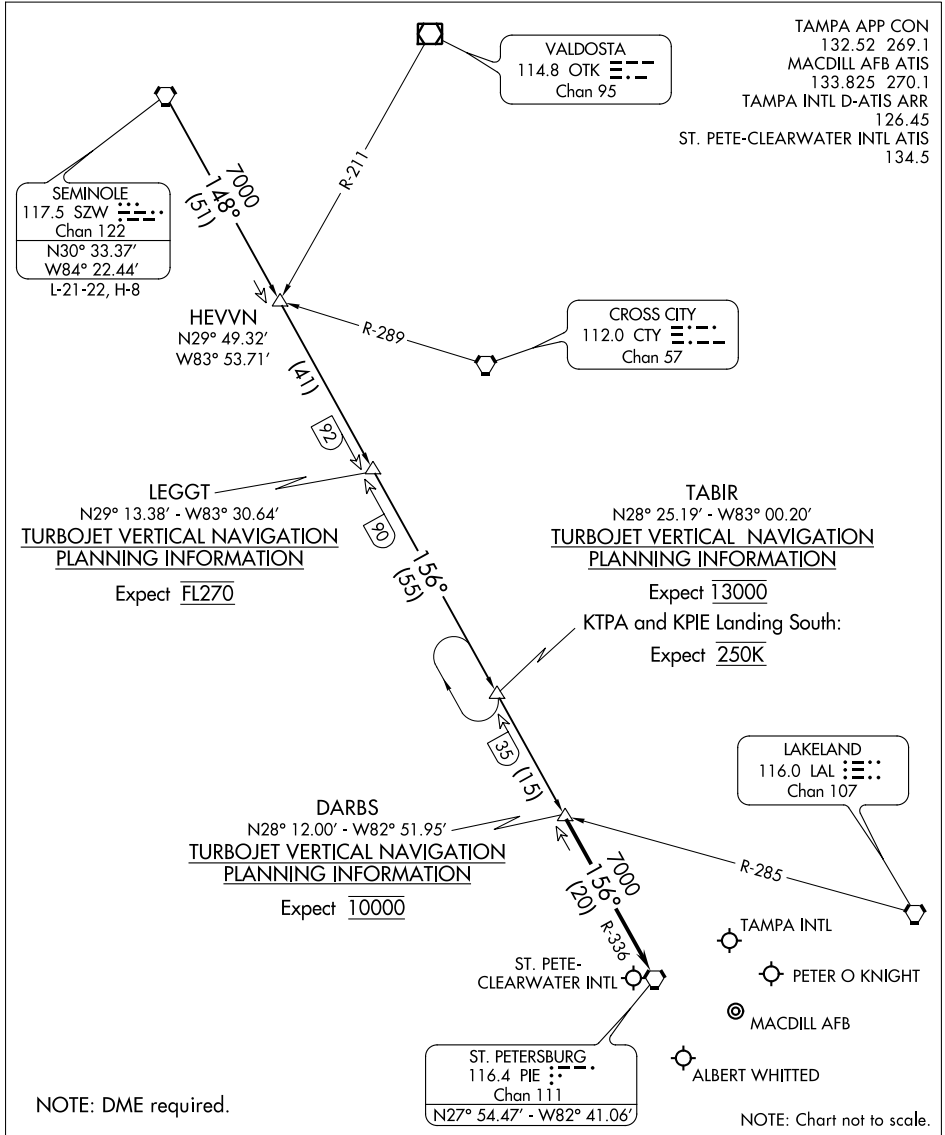 TAMPA APP CON
132.52 269.1
MACDILL AFB ATIS
133.825 270.1
TAMPA INTL D-ATIS ARR
126.45
ST. PETE-CLEARWATER INTL ATIS
134.5
VALDOSTA
114.8 OTK
Chan 95
R-211
SEMINOLE
117.5 SZW
Chan 122
N30° 33.37′
W84° 22.44′
L-21-22, H-8
7000
148°
(51)
HEVVN
N29° 49.32′
W83° 53.71′
R-289
CROSS CITY
112.0 CTY
Chan 57
(41)
92
LEGGT
N29° 13.38′ - W83° 30.64′
TURBOJET VERTICAL NAVIGATION
PLANNING INFORMATION
Expect FL270
90
156°
(55)
TABIR
N28° 25.19′ - W83° 00.20′
TURBOJET VERTICAL NAVIGATION
PLANNING INFORMATION
Expect 13000
KTPA and KPIE Landing South:
Expect 250K
35
(15)
LAKELAND
116.0 LAL
Chan 107
R-285
DARBS
N28° 12.00′ - W82° 51.95′
TURBOJET VERTICAL NAVIGATION
PLANNING INFORMATION
Expect 10000
7000
156°
(20)
R-336
ST. PETE-
CLEARWATER INTL
TAMPA INTL
PETER O KNIGHT
MACDILL AFB
ALBERT WHITTED
ST. PETERSBURG
116.4 PIE
Chan 111
N27° 54.47′ - W82° 41.06′
NOTE: DME required.
NOTE: Chart not to scale.